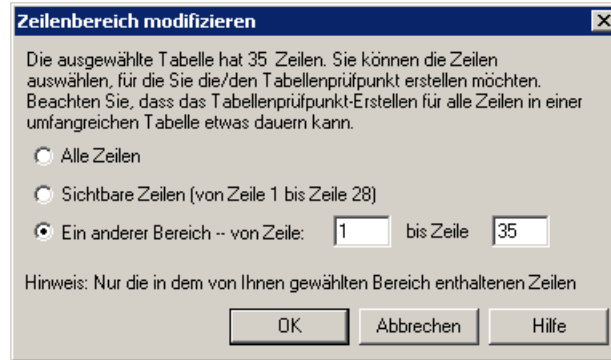 Zeilenbereich modifizieren
Die ausgewählte Tabelle hat 35 Zeilen. Sie können die Zeilen
auswählen, für die Sie die/den Tabellenprüfpunkt erstellen möchten.
Beachten Sie, dass das Tabellenprüfpunkt-Erstellen für alle Zeilen in einer
umfangreichen Tabelle etwas dauern kann.
Alle Zeilen
Sichtbare Zeilen (von Zeile 1 bis Zeile 28)
Ein anderer Bereich -- von Zeile: 1 bis Zeile 35
Hinweis: Nur die in dem von Ihnen gewählten Bereich enthaltenen Zeilen
OK Abbrechen Hilfe